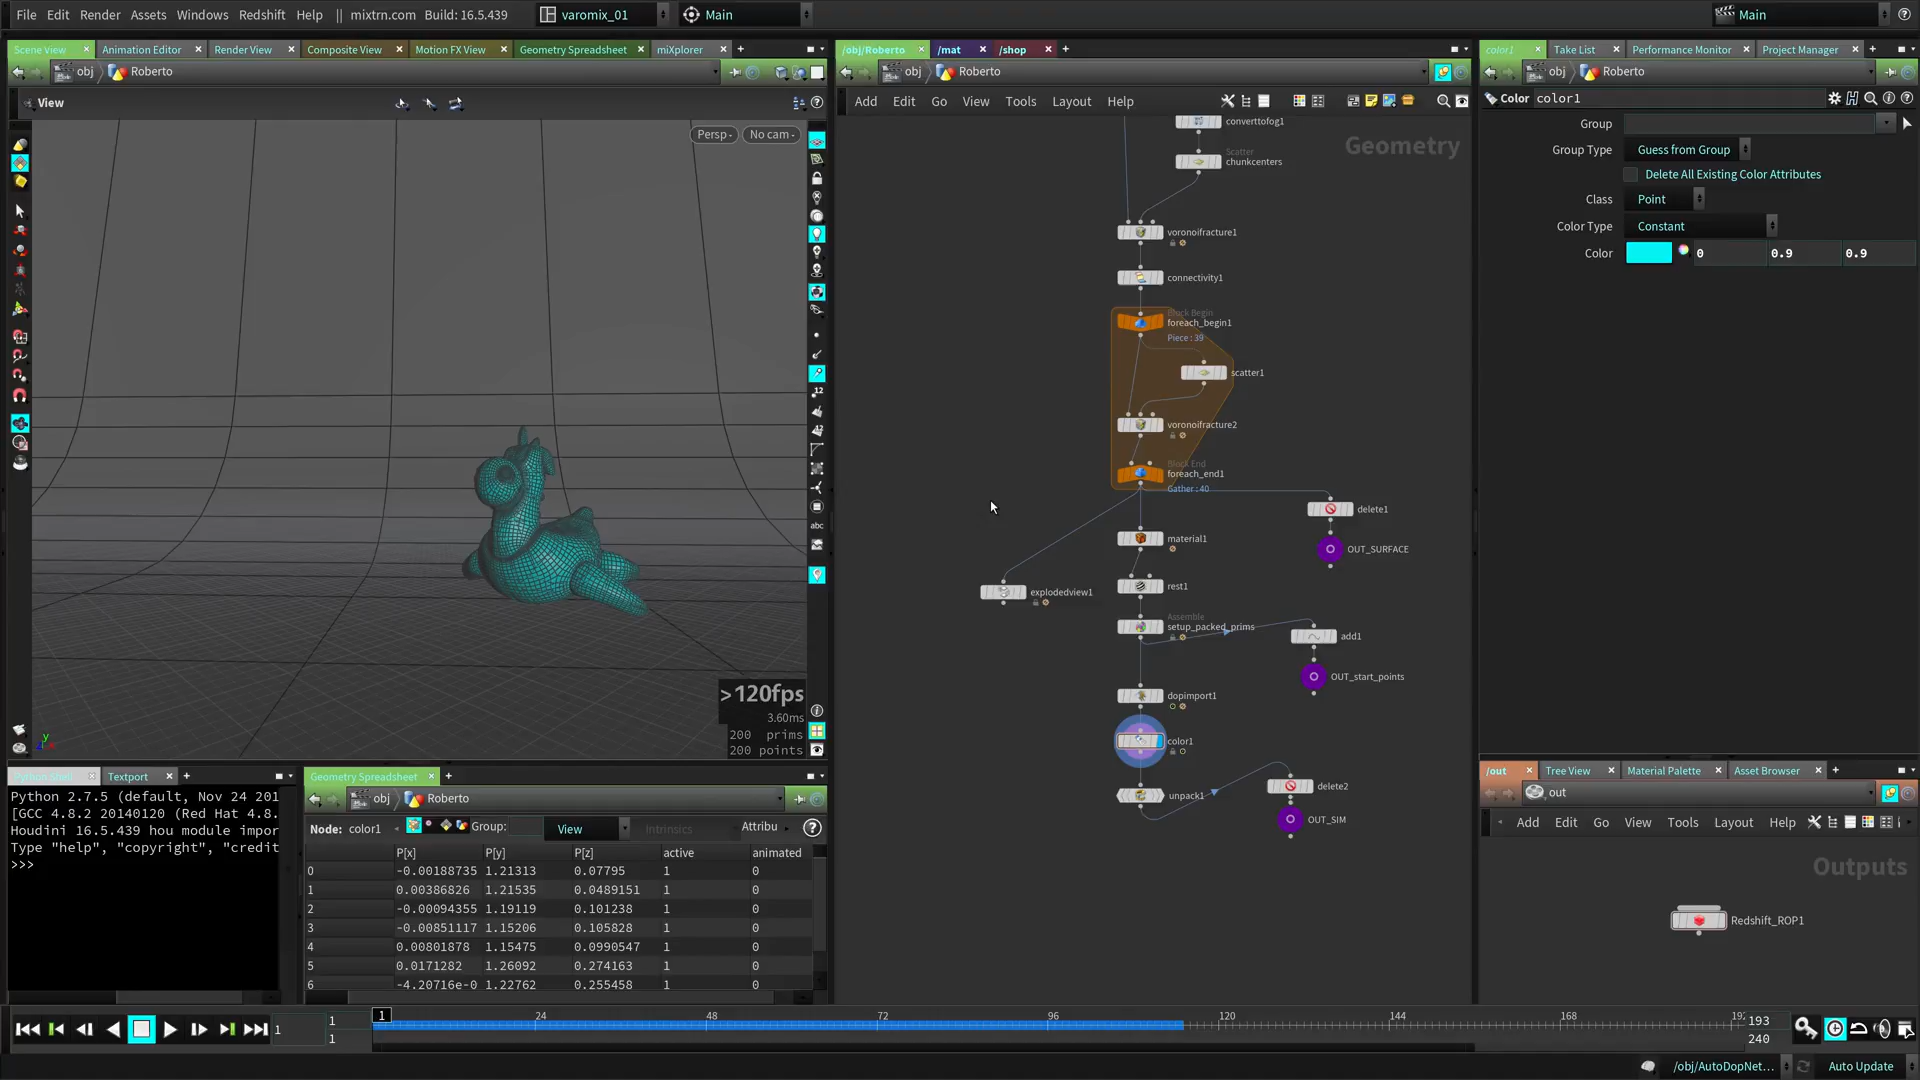 File Edit Render Assets Windows Redshift Help || mixtrn.com Build: 16.5.439 varomix_01 Main Main
Scene View Animation Editor Render View Composite View Motion FX View Geometry Spreadsheet miXplorer
obj Roberto
View
Persp No cam
12
abc
>120fps
3.60ms
200 prims
200 points
/obj/Roberto /mat /shop
obj Roberto
Add Edit Go View Tools Layout Help
Geometry
converttofog1
Scatter
chunkcenters
voronoifracture1
connectivity1
Block Begin
foreach_begin1
Piece : 39
scatter1
voronoifracture2
Block End
foreach_end1
Gather : 40
delete1
OUT_SURFACE
material1
rest1
explodedview1
Assemble
setup_packed_prims
add1
OUT_start_points
dopimport1
color1
unpack1
delete2
OUT_SIM
color1 Take List Performance Monitor Project Manager
obj Roberto
Color color1
Group
Group Type Guess from Group
Delete All Existing Color Attributes
Class Point
Color Type Constant
Color 0 0.9 0.9
Python Shell Textport
Python 2.7.5 (default, Nov 24 201
[GCC 4.8.2 20140120 (Red Hat 4.8.
Houdini 16.5.439 hou module impor
Type "help", "copyright", "credit
>>>
Geometry Spreadsheet
obj Roberto
Node: color1 Group: View Intrinsics Attribu
P[x] P[y] P[z] active animated
0 -0.00188735 1.21313 0.07795 1 0
1 0.00386826 1.21535 0.0489151 1 0
2 -0.00094355 1.19119 0.101238 1 0
3 -0.00851117 1.15206 0.105828 1 0
4 0.00801878 1.15475 0.0990547 1 0
5 0.0171282 1.26092 0.274163 1 0
6 -4.20716e-0 1.22762 0.255458 1 0
/out Tree View Material Palette Asset Browser
out
Add Edit Go View Tools Layout Help
Outputs
Redshift_ROP1
1 1 1 1 24 48 72 96 120 144 168 192 193
240
/obj/AutoDopNet... Auto Update